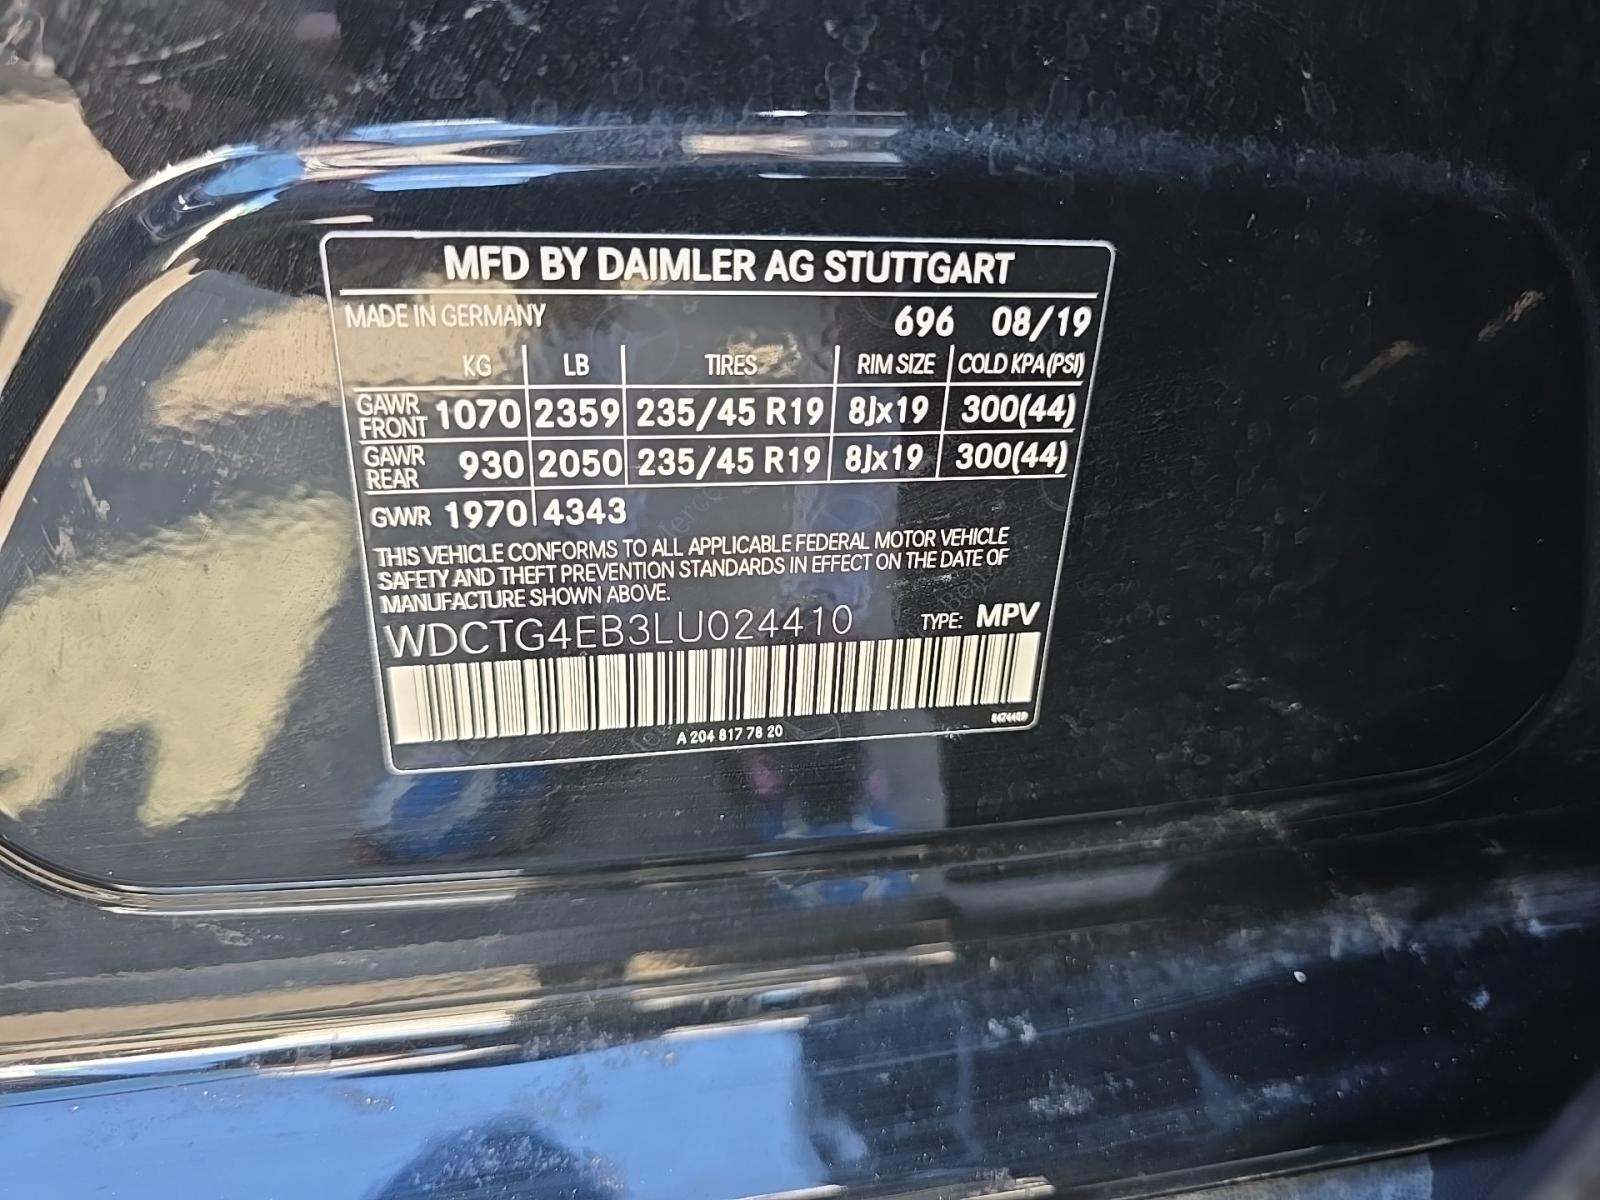 MFD BY DAIMLER AG STUTTGART
MADE IN GERMANY 696 08/19
KG LB TIRES RIM SIZE COLD KPA(PSI)
GAWR FRONT 1070 2359 235/45 R19 8Jx19 300(44)
GAWR REAR 930 2050 235/45 R19 8Jx19 300(44)
GVWR 1970 4343
THIS VEHICLE CONFORMS TO ALL APPLICABLE FEDERAL MOTOR VEHICLE
SAFETY AND THEFT PREVENTION STANDARDS IN EFFECT ON THE DATE OF
MANUFACTURE SHOWN ABOVE.
WDCTG4EB3LU024410 TYPE: MPV
A 204 817 78 20